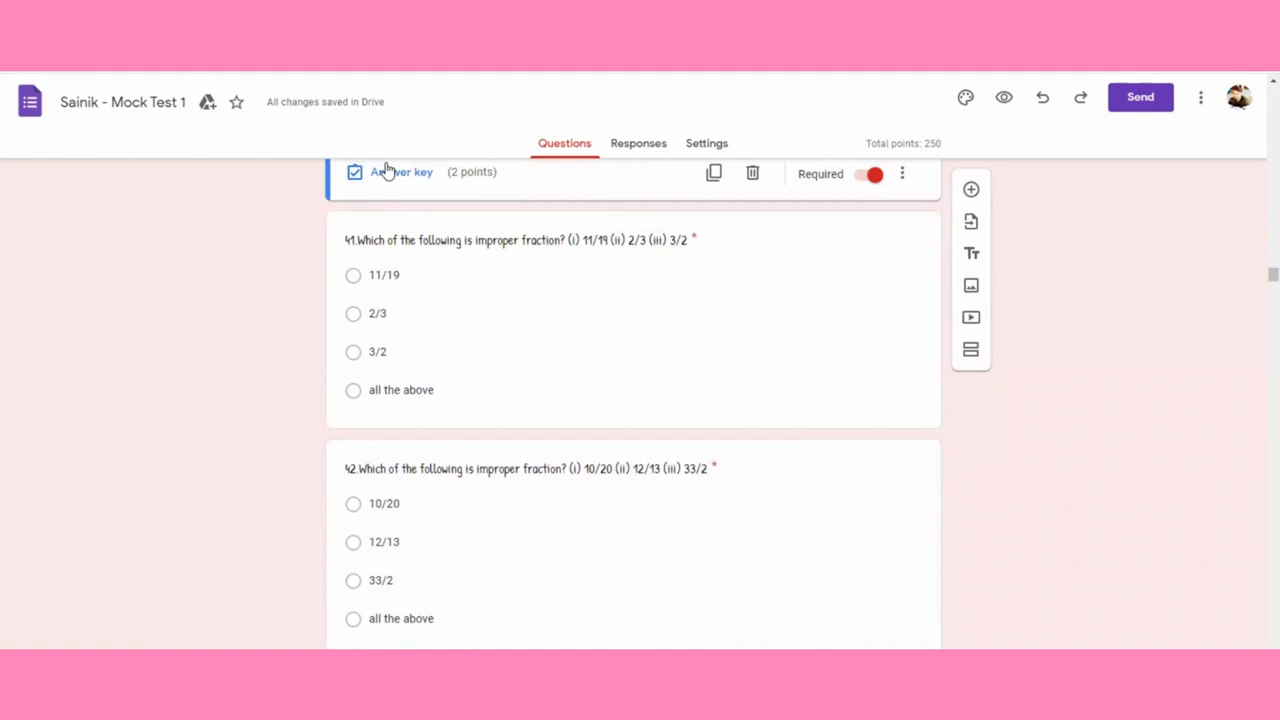 Sainik - Mock Test 1
All changes saved in Drive
Send
Questions Responses Settings
Total points: 250
Answer key (2 points)
Required
41.Which of the following is improper fraction? (i) 11/19 (ii) 2/3 (iii) 3/2 *
11/19
2/3
3/2
all the above
42.Which of the following is improper fraction? (i) 10/20 (ii) 12/13 (iii) 33/2 *
10/20
12/13
33/2
all the above